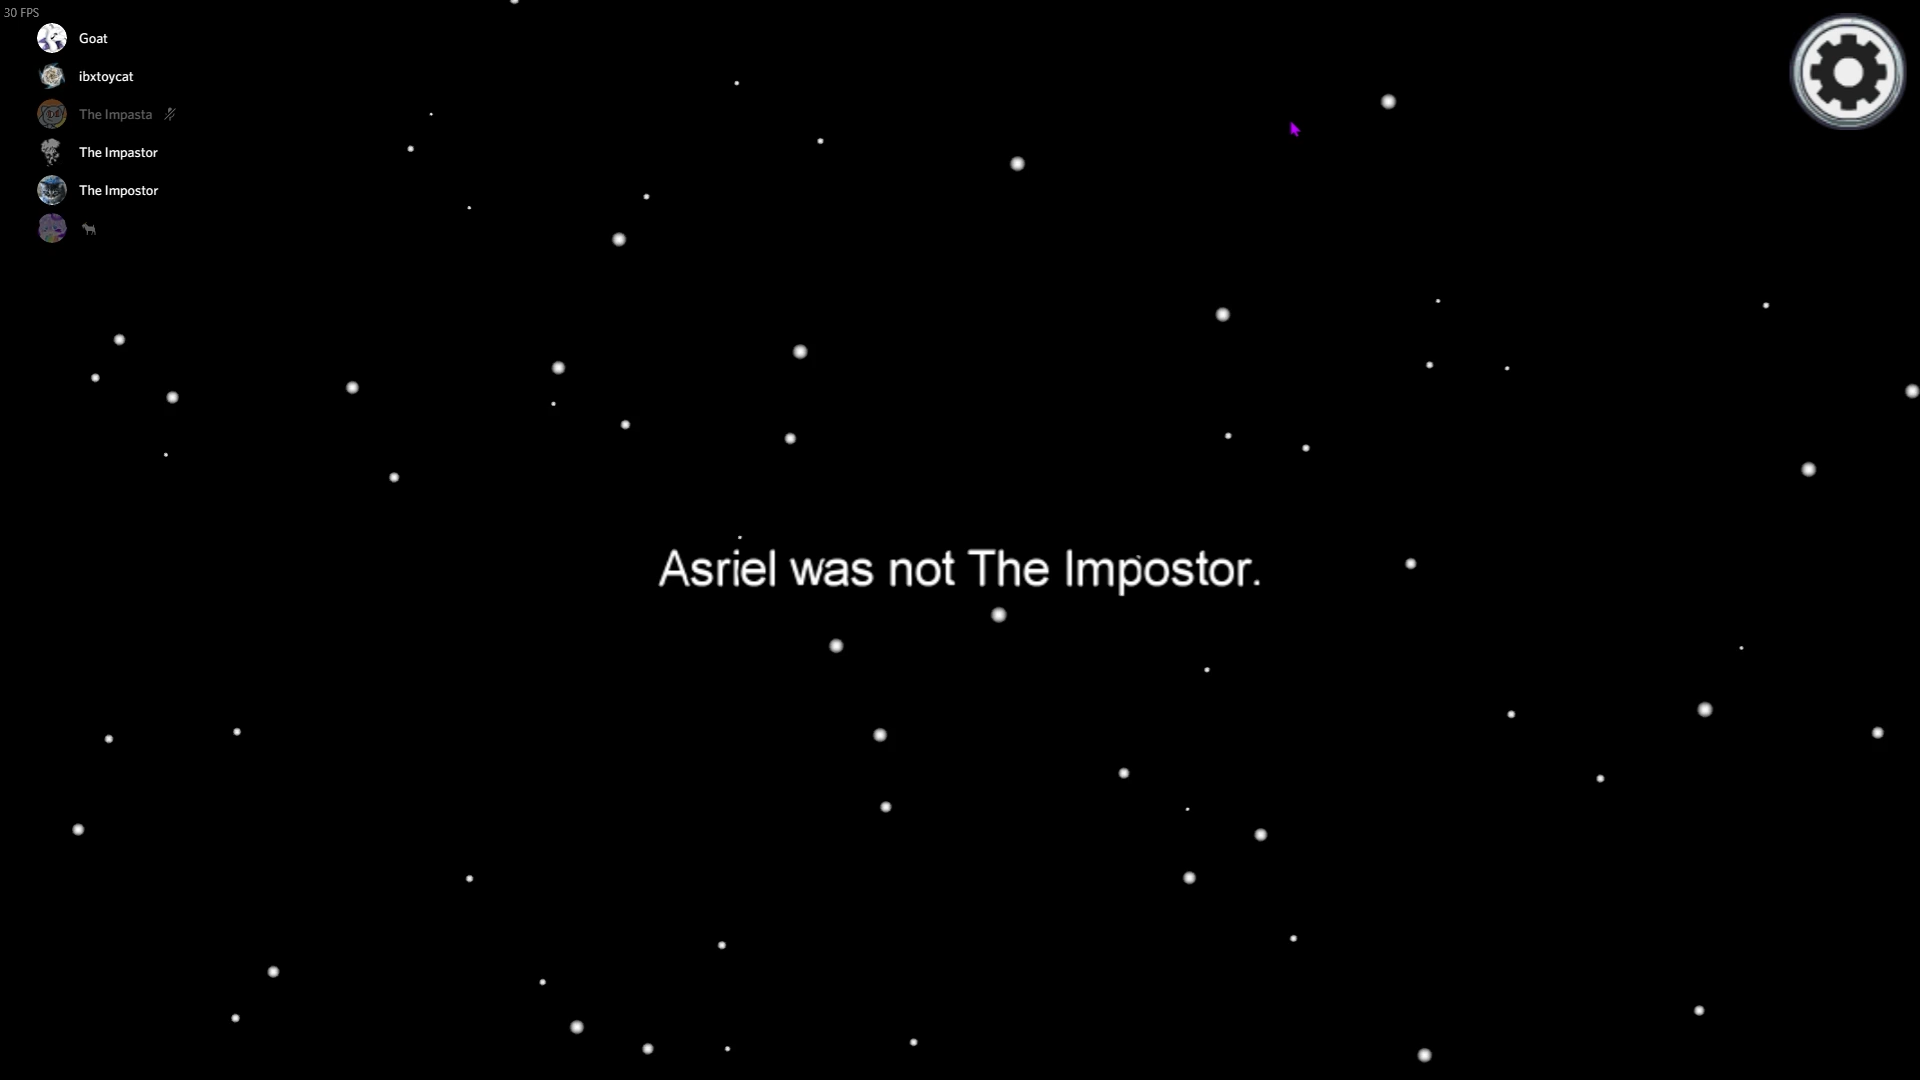 30 FPS
Goat
ibxtoycat
The Impasta
The Impastor
The Impostor
Asriel was not The Impostor.